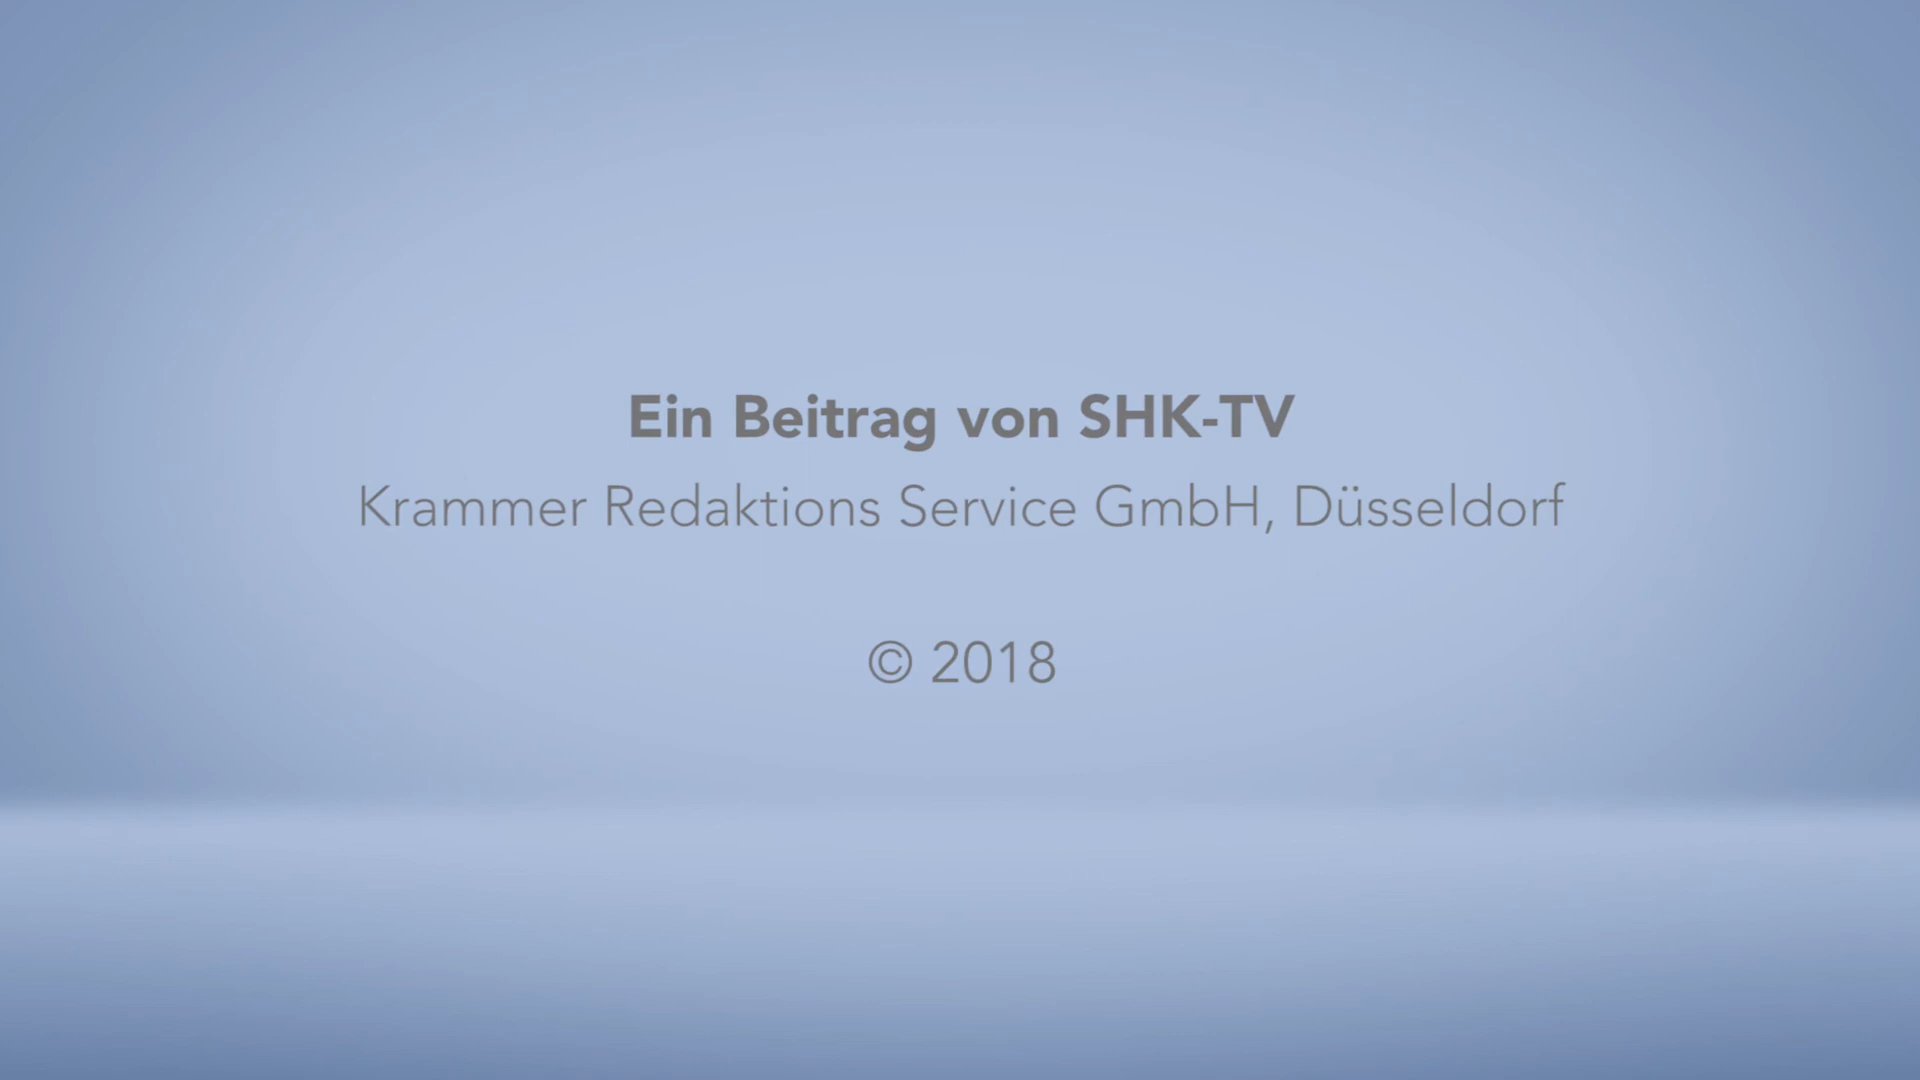 Ein Beitrag von SHK-TV
Krammer Redaktions Service GmbH, Düsseldorf
© 2018